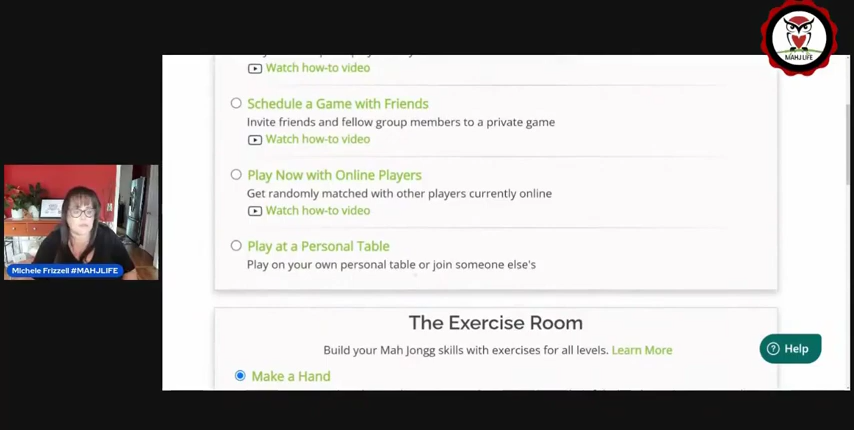 MAHJ LIFE
Watch how-to video
Schedule a Game with Friends
Invite friends and fellow group members to a private game
Watch how-to video
Play Now with Online Players
Get randomly matched with other players currently online
Watch how-to video
Play at a Personal Table
Play on your own personal table or join someone else's
Michele Frizzell #MAHJLIFE
The Exercise Room
Build your Mah Jongg skills with exercises for all levels. Learn More
Help
Make a Hand